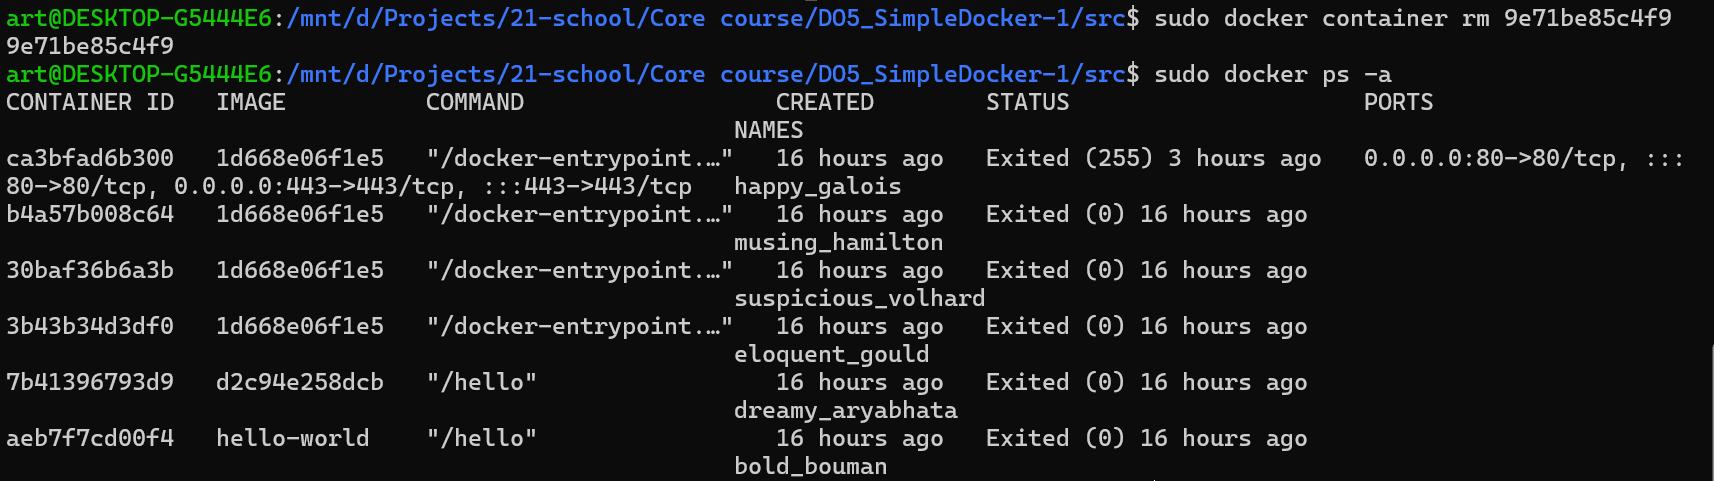 art@DESKTOP-G5444E6:/mnt/d/Projects/21-school/Core course/DO5_SimpleDocker-1/src$ sudo docker container rm 9e71be85c4f9
9e71be85c4f9
art@DESKTOP-G5444E6:/mnt/d/Projects/21-school/Core course/DO5_SimpleDocker-1/src$ sudo docker ps -a
CONTAINER ID   IMAGE          COMMAND                  CREATED        STATUS                     PORTS
                                                    NAMES
ca3bfad6b300   1d668e06f1e5   "/docker-entrypoint.…"   16 hours ago   Exited (255) 3 hours ago   0.0.0.0:80->80/tcp, :::
80->80/tcp, 0.0.0.0:443->443/tcp, :::443->443/tcp   happy_galois
b4a57b008c64   1d668e06f1e5   "/docker-entrypoint.…"   16 hours ago   Exited (0) 16 hours ago
                                                    musing_hamilton
30baf36b6a3b   1d668e06f1e5   "/docker-entrypoint.…"   16 hours ago   Exited (0) 16 hours ago
                                                    suspicious_volhard
3b43b34d3df0   1d668e06f1e5   "/docker-entrypoint.…"   16 hours ago   Exited (0) 16 hours ago
                                                    eloquent_gould
7b41396793d9   d2c94e258dcb   "/hello"                 16 hours ago   Exited (0) 16 hours ago
                                                    dreamy_aryabhata
aeb7f7cd00f4   hello-world    "/hello"                 16 hours ago   Exited (0) 16 hours ago
                                                    bold_bouman